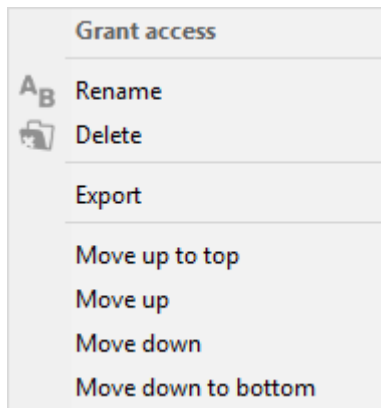 Grant access
AB Rename
Delete
Export
Move up to top
Move up
Move down
Move down to bottom